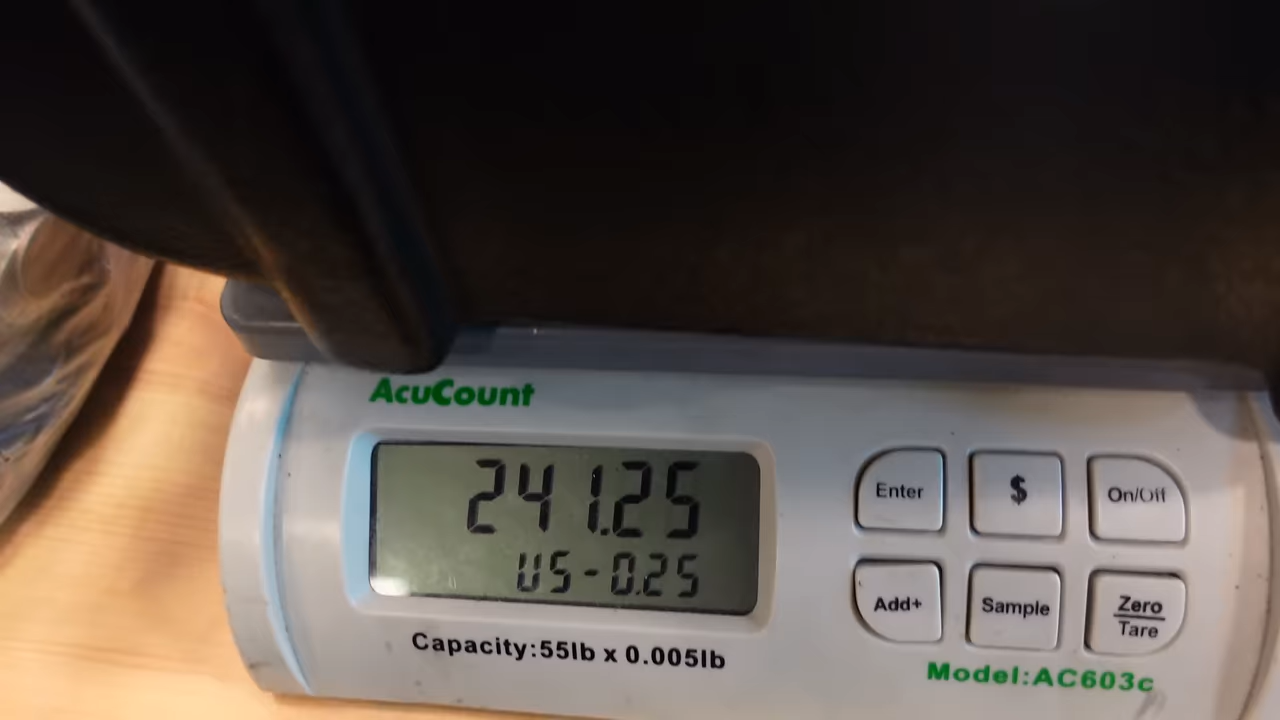 AcuCount
241.25
US-0.25
Capacity:55lb x 0.005lb
Enter
$
On/Off
Add+
Sample
Zero
Tare
Model:AC603c